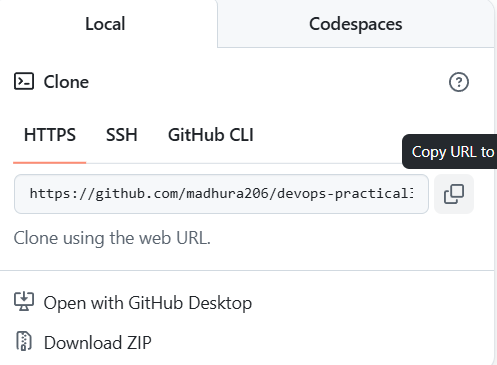 Local Codespaces
Clone
HTTPS SSH GitHub CLI
Copy URL to
https://github.com/madhura206/devops-practical3
Clone using the web URL.
Open with GitHub Desktop
Download ZIP